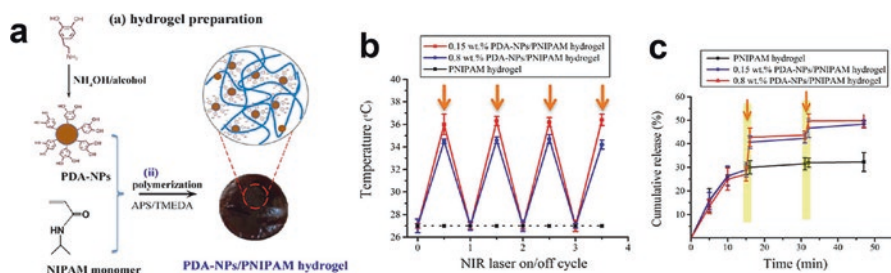 a
(a) hydrogel preparation
HO
OH
NH₂
NH₄OH/alcohol
PDA-NPs
(ii)
polymerization
APS/TMEDA
O
N
H
NIPAM monomer
PDA-NPs/PNIPAM hydrogel
b
0.15 wt.% PDA-NPs/PNIPAM hydrogel
0.8 wt.% PDA-NPs/PNIPAM hydrogel
PNIPAM hydrogel
Temperature (℃)
40
38
36
34
32
30
28
26
0
1
2
3
4
NIR laser on/off cycle
c
PNIPAM hydrogel
0.15 wt.% PDA-NPs/PNIPAM hydrogel
0.8 wt.% PDA-NPs/PNIPAM hydrogel
Cumulative release (%)
60
50
40
30
20
10
0
0
10
20
30
40
50
Time (min)